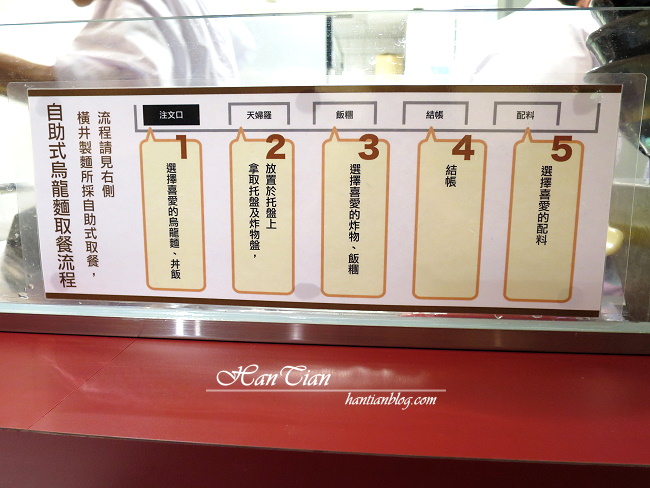 自助式烏龍麵取餐流程
橫井製麵所採自助式取餐，
流程請見右側
注文口
1
選擇喜愛的烏龍麵、丼飯
天婦羅
2
拿取托盤及炸物盤，
放置於托盤上
飯糰
3
選擇喜愛的炸物、飯糰
結帳
4
結帳
配料
5
選擇喜愛的配料
HanTian
hantianblog.com